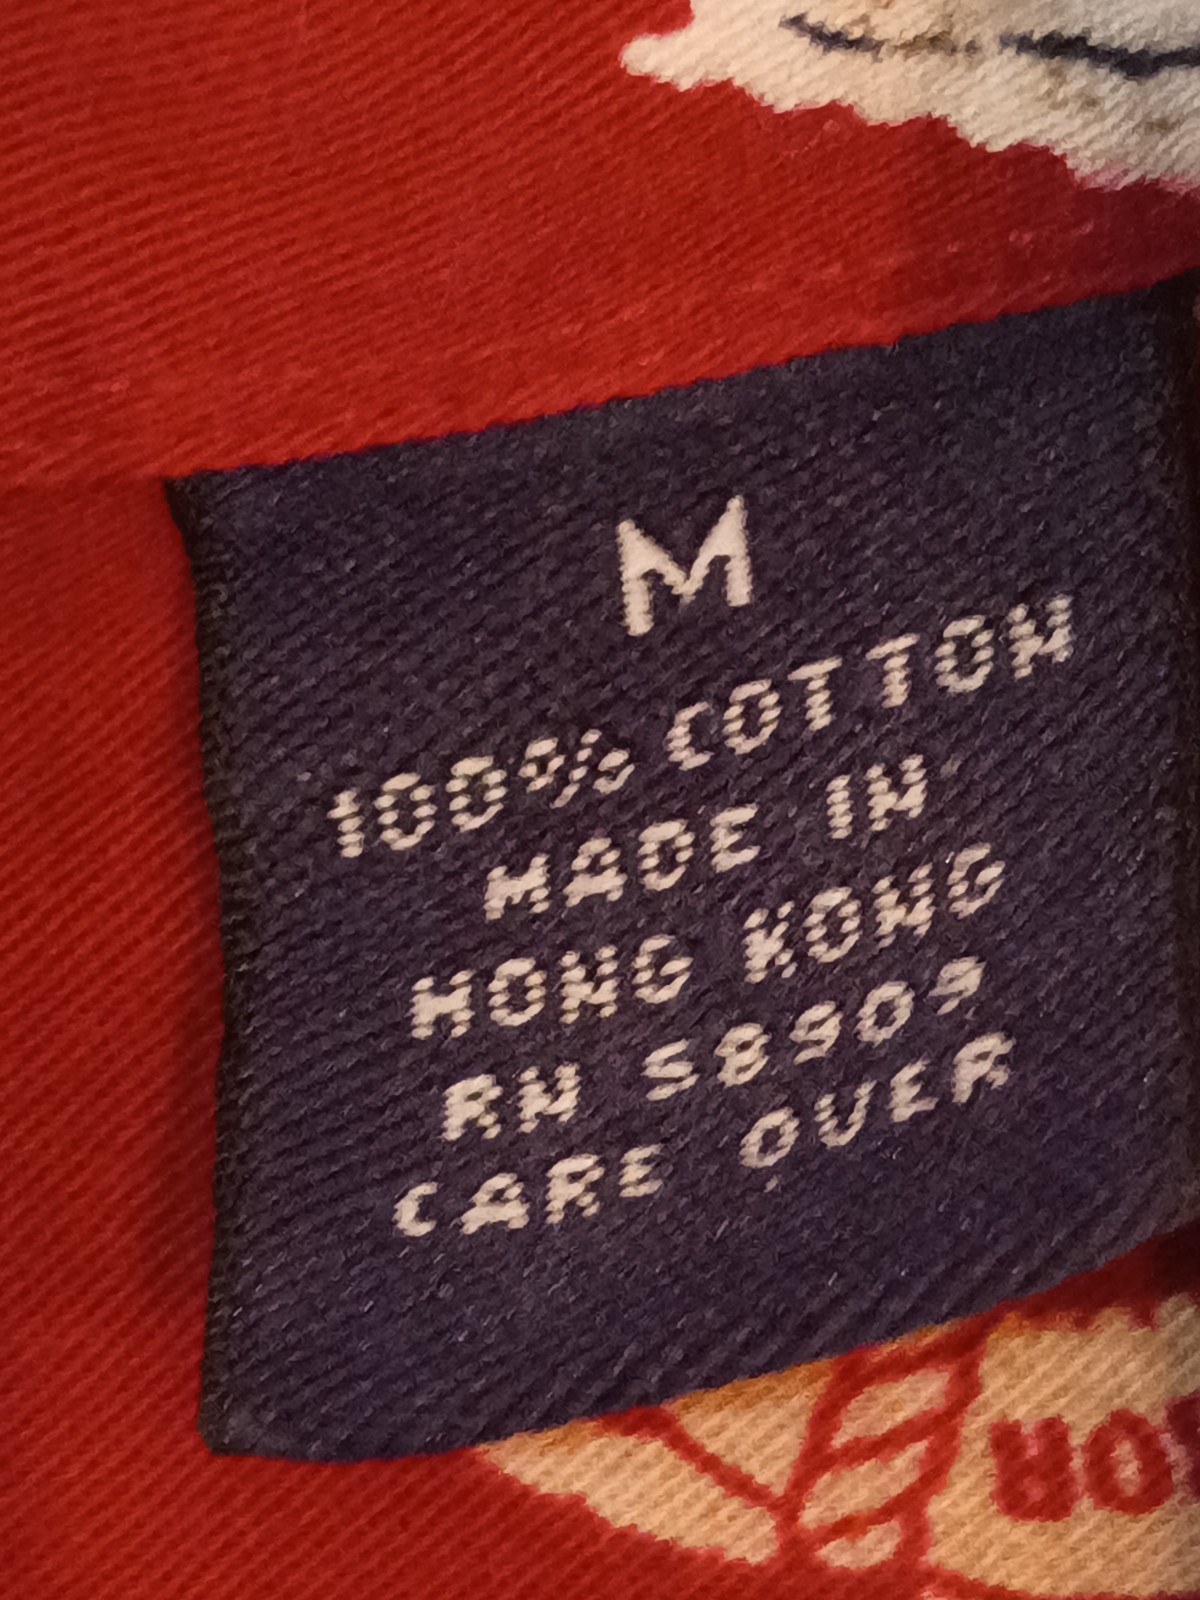 M
100% COTTON
MADE IN
HONG KONG
RN 58909
CARE OVER